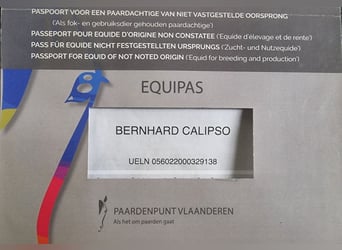 PASPOORT VOOR EEN PAARDACHTIGE VAN NIET VASTGESTELDE OORSPRONG
('Als fok- en gebruiksdier gehouden paardachtige')
PASSEPORT POUR EQUIDE D'ORIGINE NON CONSTATEE ('Equide d'élevage et de rente')
PASS FÜR EQUIDE NICHT FESTGESTELLTEN URSPRUNGS ('Zucht- und Nutzequide')
PASSPORT FOR EQUID OF NOT NOTED ORIGIN ('Equid for breeding and production')
EQUIPAS
BERNHARD CALIPSO
UELN 056022000329138
PAARDENPUNT VLAANDEREN
Als het om paarden gaat